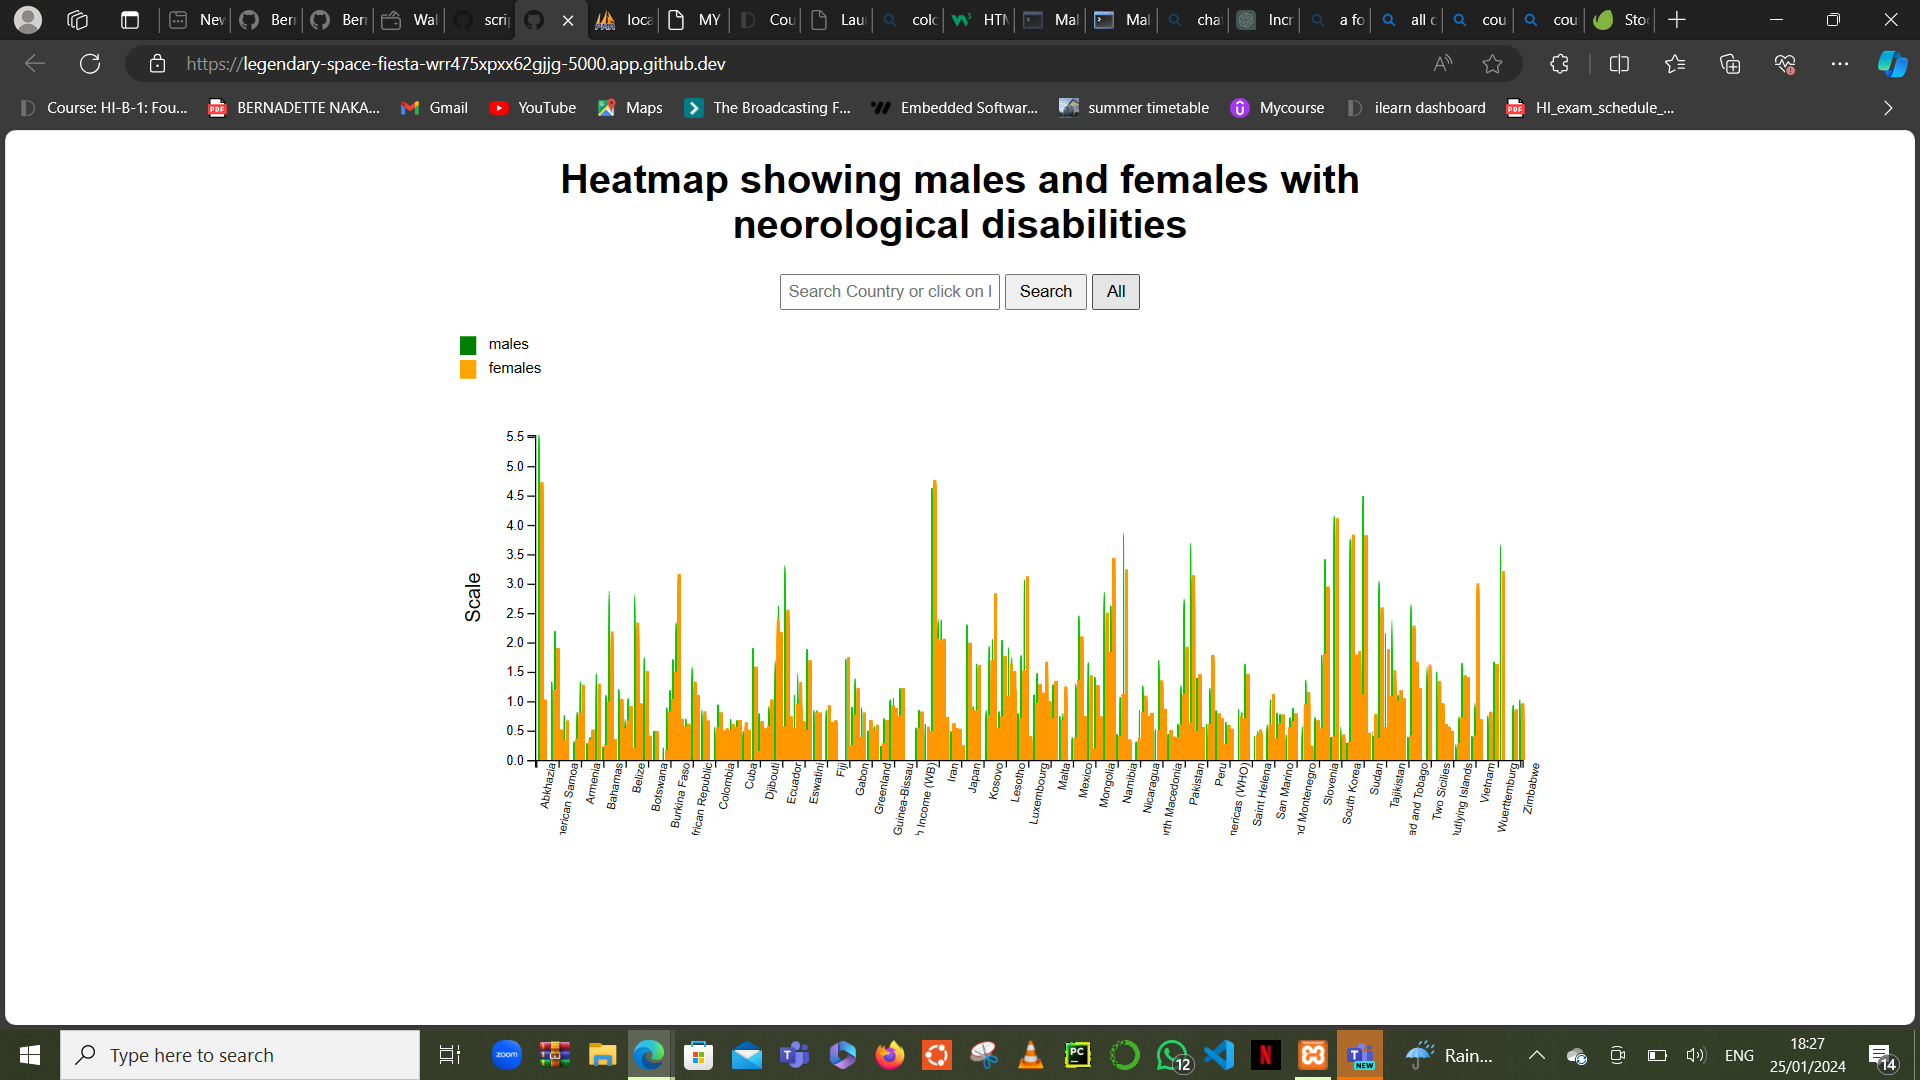 New
Ber
Ber
Wal
scri
loca
MY
Cou
Lau
colo
HTM
Mal
Mal
cha
Incr
a fo
all c
cou
cou
Stoc
https://legendary-space-fiesta-wrr475xpxx62gjjg-5000.app.github.dev
Course: HI-B-1: Fou...
BERNADETTE NAKA...
Gmail
YouTube
Maps
The Broadcasting F...
Embedded Softwar...
summer timetable
Mycourse
ilearn dashboard
HI_exam_schedule_...
Heatmap showing males and females with
neorological disabilities
Search Country or click on
Search
All
males
females
Scale
5.5
5.0
4.5
4.0
3.5
3.0
2.5
2.0
1.5
1.0
0.5
0.0
Abkhazia
nerican Samoa
Armenia
Bahamas
Belize
Botswana
Burkina Faso
frican Republic
Colombia
Cuba
Djibouti
Ecuador
Eswatini
Fiji
Gabon
Greenland
Guinea-Bissau
h Income (WB)
Iran
Japan
Kosovo
Lesotho
Luxembourg
Malta
Mexico
Mongolia
Namibia
Nicaragua
rth Macedonia
Pakistan
Peru
mericas (WHO)
Saint Helena
San Marino
nd Montenegro
Slovenia
South Korea
Sudan
Tajikistan
ad and Tobago
Two Sicilies
Outlying Islands
Vietnam
Wuerttemburg
Zimbabwe
Type here to search
zoom
PC
12
N
NEW
Rain...
ENG
18:27
25/01/2024
14